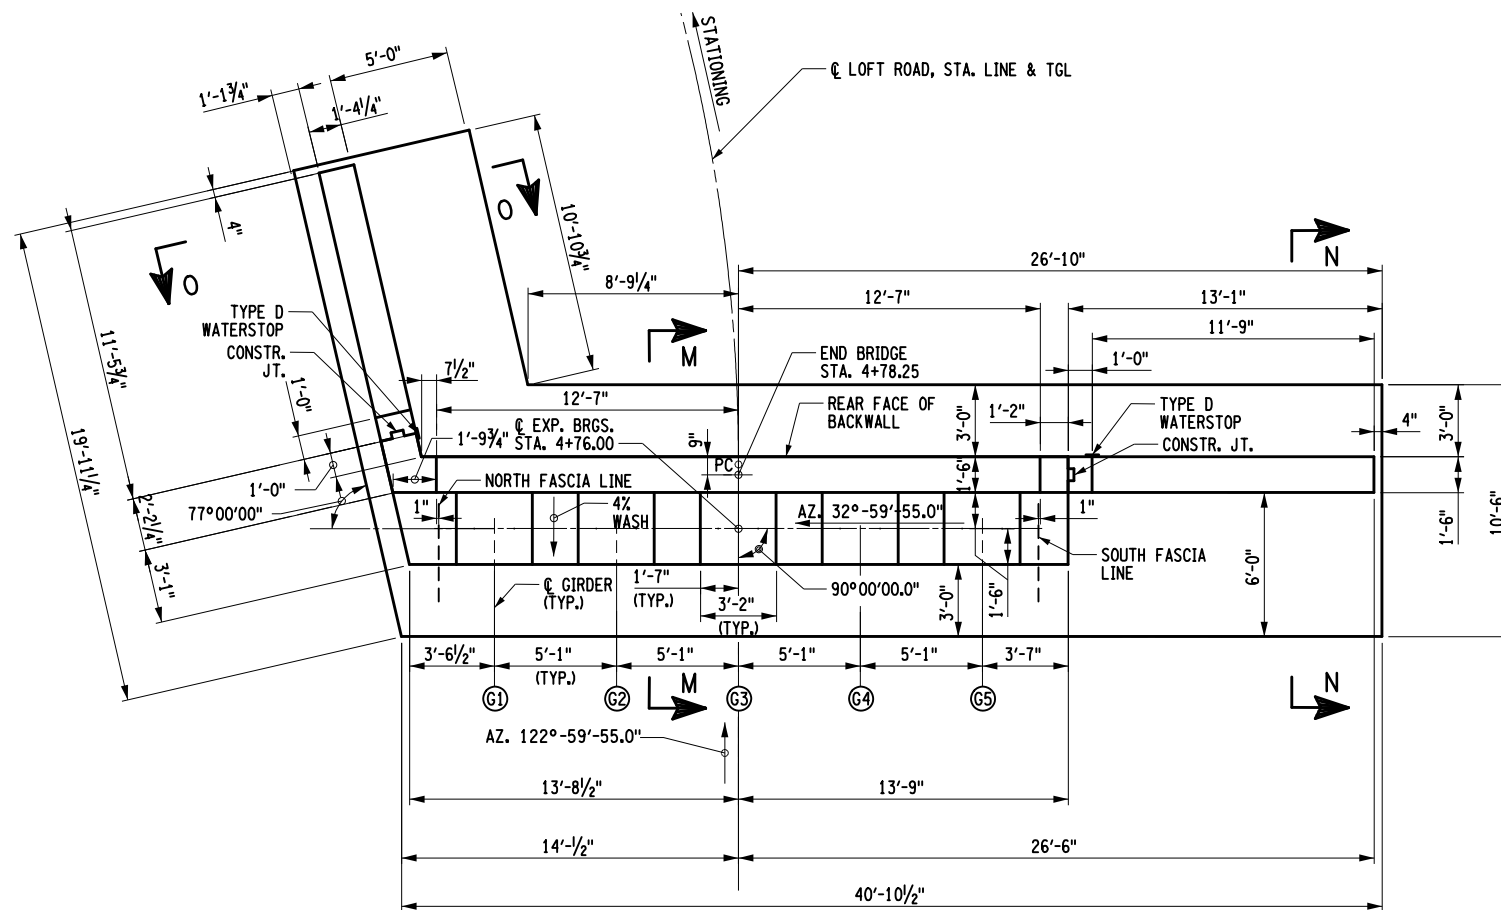 STATIONING
℄ LOFT ROAD, STA. LINE & TGL
5'-0"
1'-1¾"
1'-4¼"
4"
O
O
10'-10¾"
8'-9¼"
26'-10"
N
12'-7"
13'-1"
11'-9"
1'-0"
TYPE D
WATERSTOP
CONSTR.
JT.
11'-5¾"
1'-0"
19'-11¼"
7½"
M
END BRIDGE
STA. 4+78.25
12'-7"
REAR FACE OF
BACKWALL
3'-0"
1'-2"
TYPE D
WATERSTOP
CONSTR. JT.
4"
3'-0"
℄ EXP. BRGS.
STA. 4+76.00
1'-9¾"
9"
PC
1'-6"
1'-6"
10'-6"
1'-0"
77°00'00"
2'-2¼"
3'-1"
NORTH FASCIA LINE
1"
4%
WASH
AZ. 32°-59'-55.0"
1"
SOUTH FASCIA
LINE
6'-0"
℄ GIRDER
(TYP.)
1'-7"
(TYP.)
3'-2"
(TYP.)
90°00'00.0"
3'-0"
1'-6"
3'-6½"
5'-1"
(TYP.)
5'-1"
5'-1"
5'-1"
3'-7"
G1
G2
M
G3
G4
G5
N
AZ. 122°-59'-55.0"
13'-8½"
13'-9"
14'-½"
26'-6"
40'-10½"